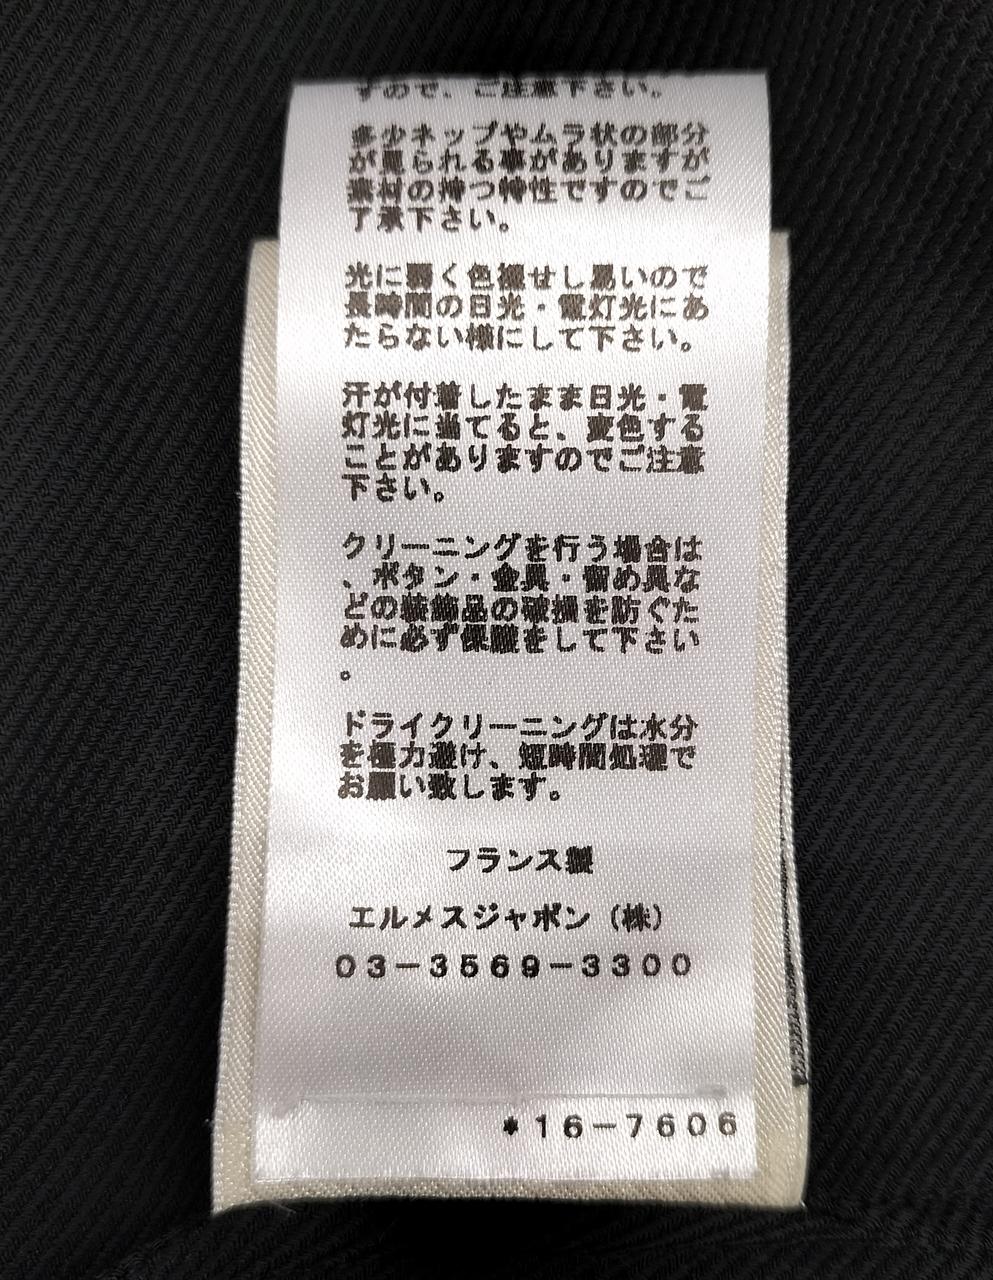 すので、ご注意下さい。
多少ネップやムラ状の部分
が見られる事がありますが
素材の持つ特性ですのでご
了承下さい。
光に弱く色褪せし易いので
長時間の日光・電灯光にあ
たらない様にして下さい。
汗が付着したまま日光・電
灯光に当てると、変色する
ことがありますのでご注意
下さい。
クリーニングを行う場合は
、ボタン・金具・留め具な
どの装飾品の破損を防ぐた
めに必ず保護をして下さい
。
ドライクリーニングは水分
を極力避け、短時間処理で
お願い致します。
フランス製
エルメスジャポン（株）
03−3569−3300
*16−7606